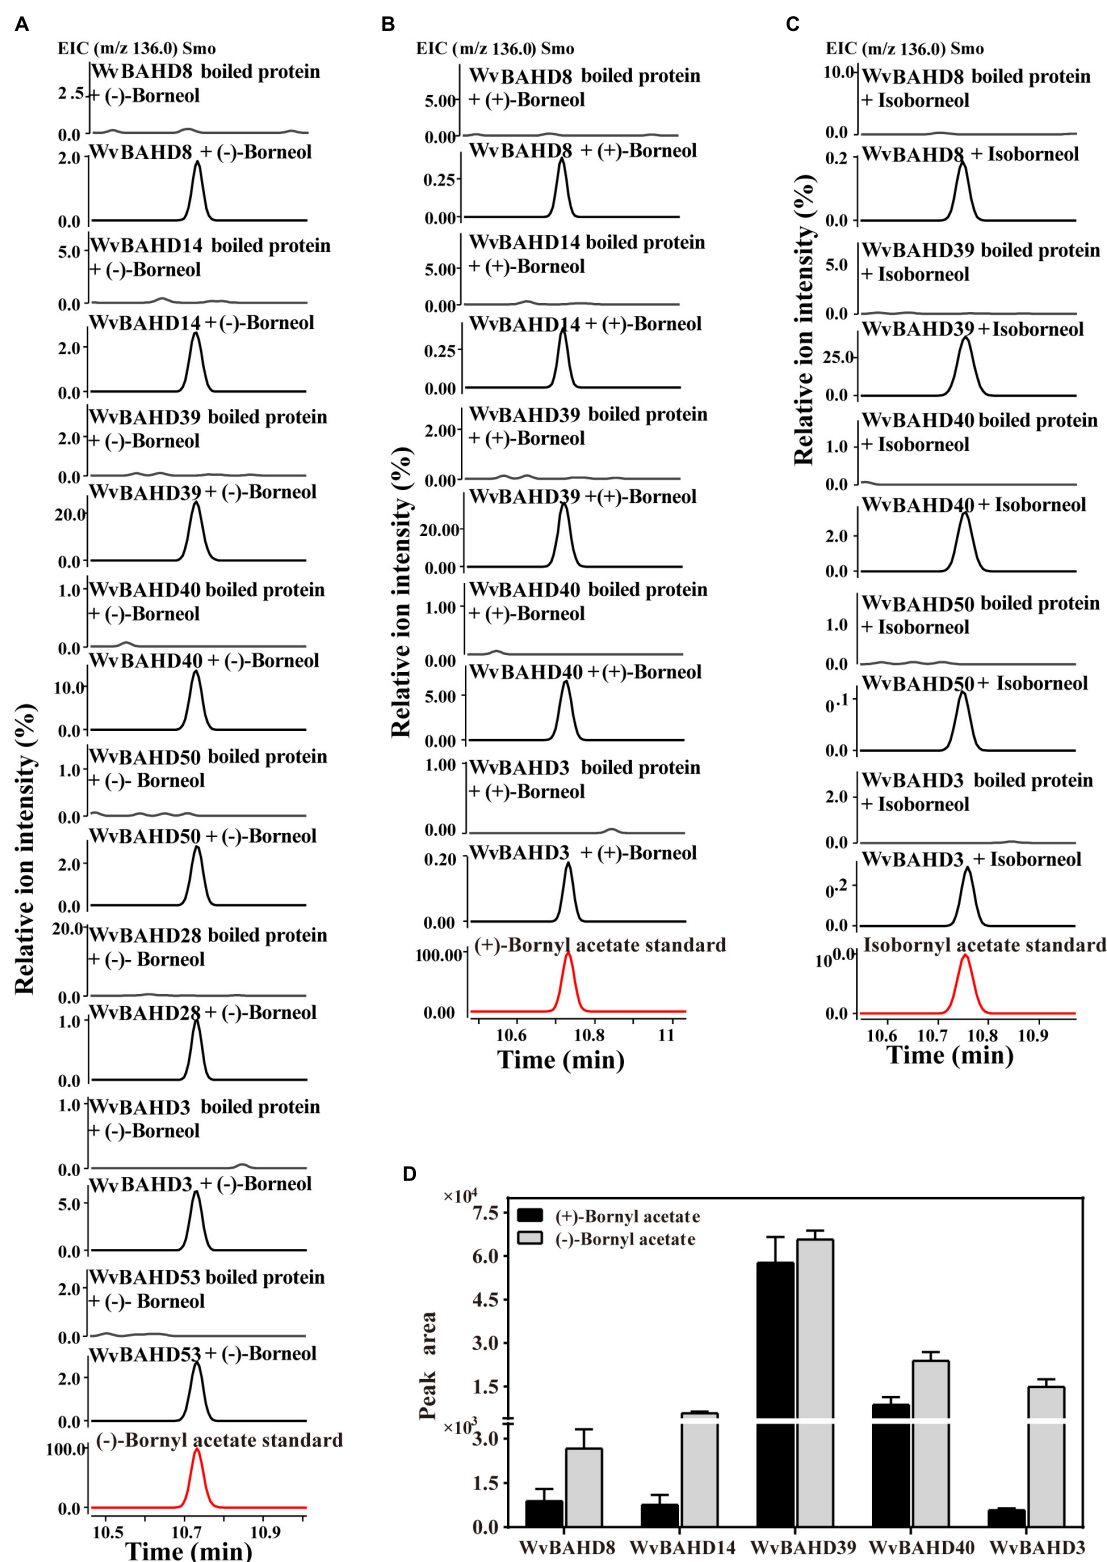 A
EIC (m/z 136.0) Smo
WvBAHD8 boiled protein
2.5 + (-)-Borneol
0.0
WvBAHD8 + (-)-Borneol
2.0
0.0
WvBAHD14 boiled protein
5.0 + (-)-Borneol
0.0
WvBAHD14 + (-)-Borneol
2.0
0.0
WvBAHD39 boiled protein
2.0 + (-)-Borneol
0.0
WvBAHD39 + (-)-Borneol
20.0
0.0
WvBAHD40 boiled protein
1.0 + (-)-Borneol
0.0
WvBAHD40 + (-)-Borneol
10.0
0.0
WvBAHD50 boiled protein
1.0 + (-)- Borneol
0.0
WvBAHD50 + (-)-Borneol
2.0
0.0
20.0 WvBAHD28 boiled protein
+ (-)- Borneol
0.0
WvBAHD28 + (-)-Borneol
1.0
0.0
1.0 WvBAHD3 boiled protein
+ (-)-Borneol
0.0
WvBAHD3 + (-)-Borneol
5.0
0.0
WvBAHD53 boiled protein
2.0 + (-)- Borneol
0.0
WvBAHD53 + (-)-Borneol
2.0
0.0
(-)-Bornyl acetate standard
100.0
0.0
10.5 10.7 10.9
Time (min)
Relative ion intensity (%)
B
EIC (m/z 136.0) Smo
WvBAHD8 boiled protein
5.00 + (+)-Borneol
0.00
WvBAHD8 + (+)-Borneol
0.25
0.00
WvBAHD14 boiled protein
5.00 + (+)-Borneol
0.00
WvBAHD14 + (+)-Borneol
0.25
0.00
WvBAHD39 boiled protein
2.00 + (+)-Borneol
0.00
WvBAHD39 +(+)-Borneol
20.00
0.00
WvBAHD40 boiled protein
1.00 + (+)-Borneol
0.00
WvBAHD40 +(+)-Borneol
5.00
0.00
1.00 WvBAHD3 boiled protein
+ (+)-Borneol
0.00
WvBAHD3 + (+)-Borneol
0.20
0.00
(+)-Bornyl acetate standard
100.00
0.00
10.6 10.8 11
Time (min)
Relative ion intensity (%)
C
EIC (m/z 136.0) Smo
10.0 WvBAHD8 boiled protein
+ Isoborneol
0.0
0.2 WvBAHD8 + Isoborneol
0.0
WvBAHD39 boiled protein
5.0 + Isoborneol
0.0
WvBAHD39 +Isoborneol
25.0
0.0
WvBAHD40 boiled protein
1.0 + Isoborneol
0.0
WvBAHD40 + Isoborneol
2.0
0.0
WvBAHD50 boiled protein
1.0 + Isoborneol
0.0
WvBAHD50 + Isoborneol
0.1
0.0
WvBAHD3 boiled protein
2.0 + Isoborneol
0.0
WvBAHD3 + Isoborneol
0.2
0.0
Isobornyl acetate standard
100.0
0.0
10.6 10.7 10.8 10.9
Time (min)
Relative ion intensity (%)
D
×10⁴
7.5
(+)-Bornyl acetate
(-)-Bornyl acetate
6.0
4.5
3.0
1.5
×10³
3.0
1.5
0.0
Peak area
WvBAHD8 WvBAHD14 WvBAHD39 WvBAHD40 WvBAHD3